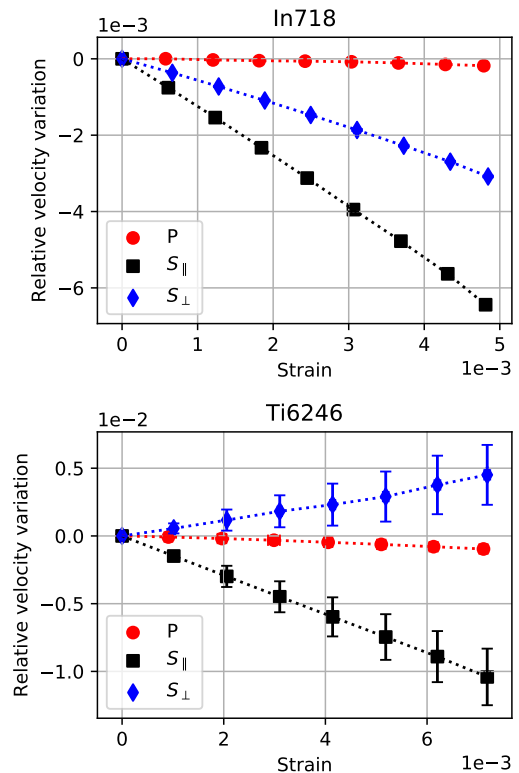 In718
1e−3
0
−2
−4
−6
Relative velocity variation
P
S∥
S⊥
0 1 2 3 4 5
Strain
1e−3
Ti6246
1e−2
0.5
0.0
−0.5
−1.0
Relative velocity variation
P
S∥
S⊥
0 2 4 6
Strain
1e−3